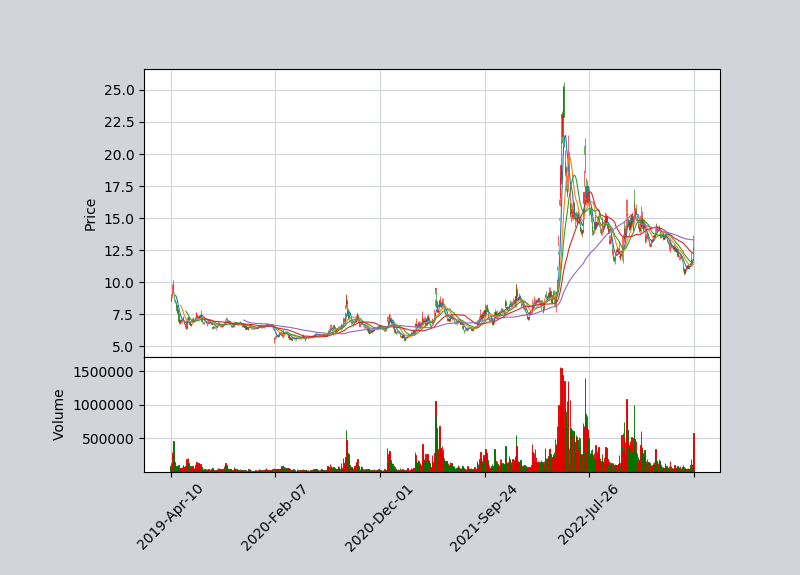 25.0
22.5
20.0
17.5
15.0
12.5
10.0
7.5
5.0
Price
1500000
1000000
500000
Volume
2019-Apr-10
2020-Feb-07
2020-Dec-01
2021-Sep-24
2022-Jul-26